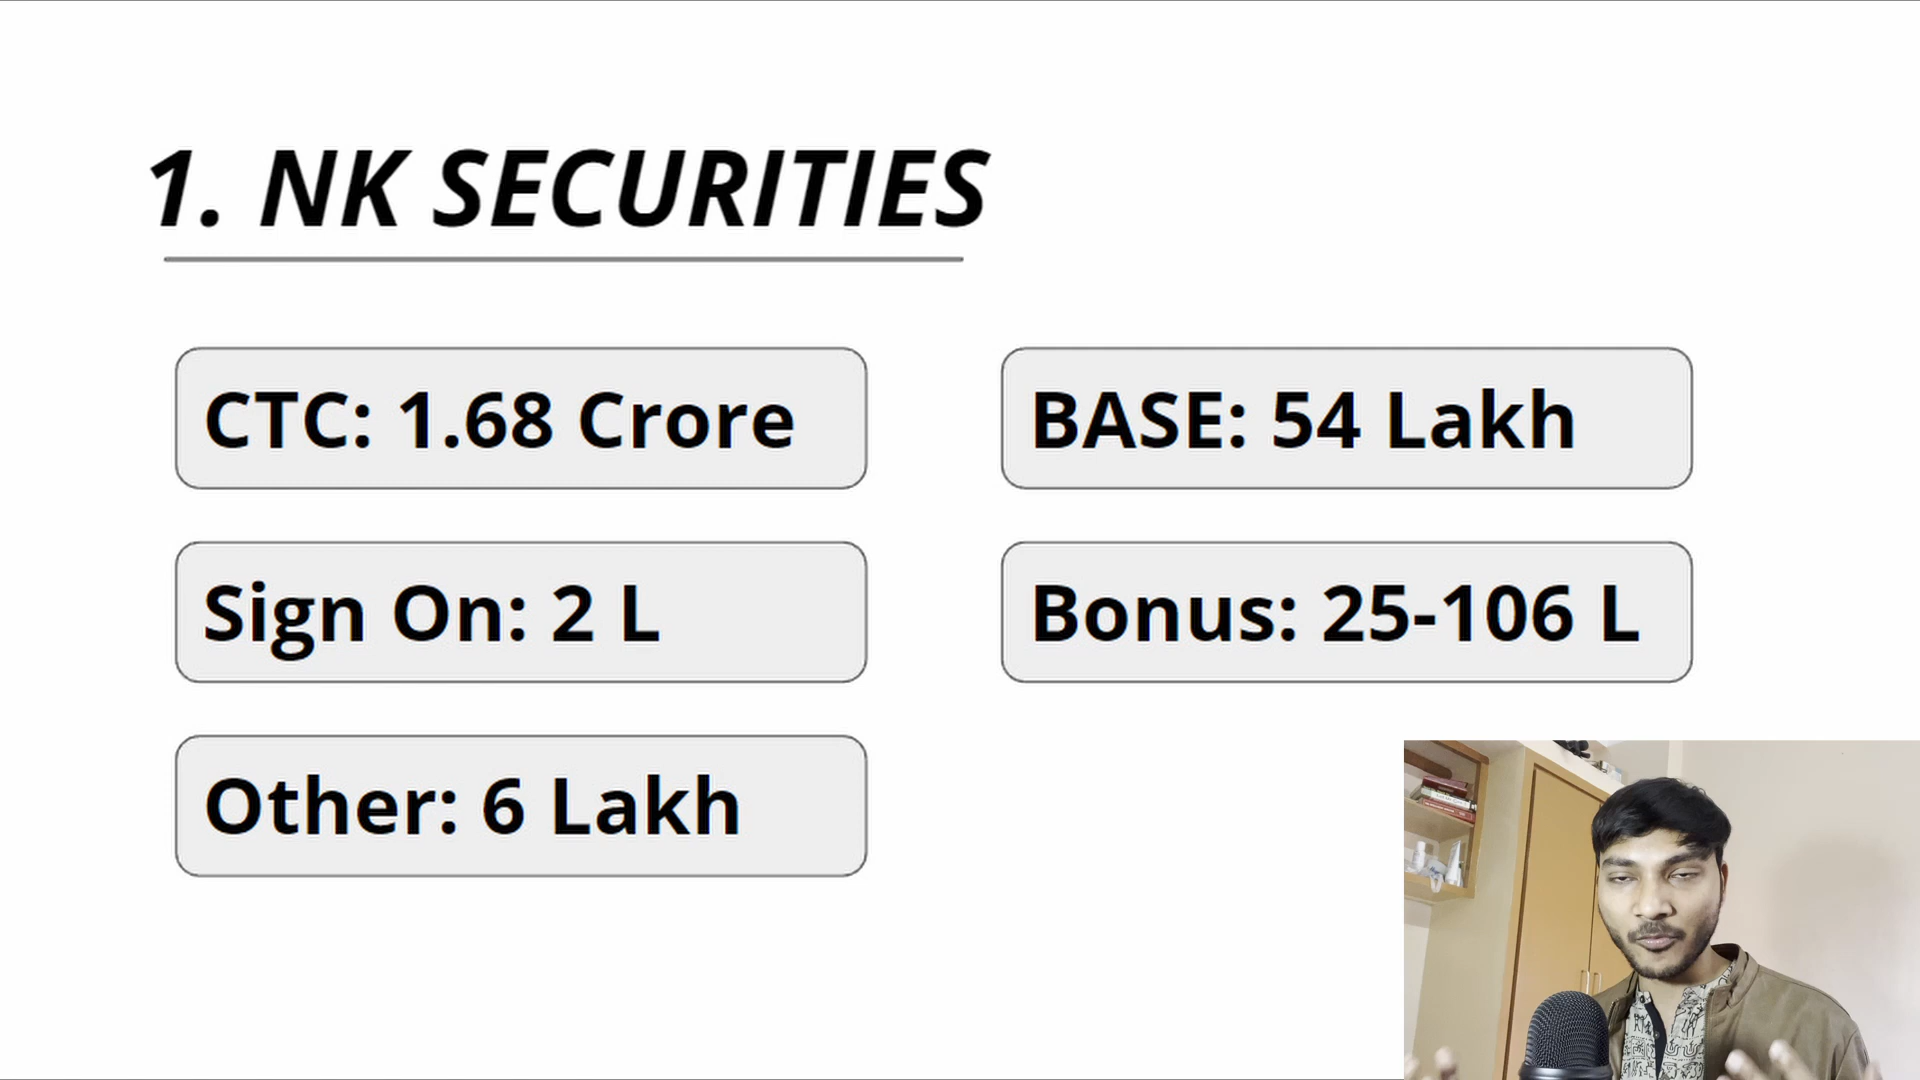 1. NK SECURITIES
CTC: 1.68 Crore
BASE: 54 Lakh
Sign On: 2 L
Bonus: 25-106 L
Other: 6 Lakh